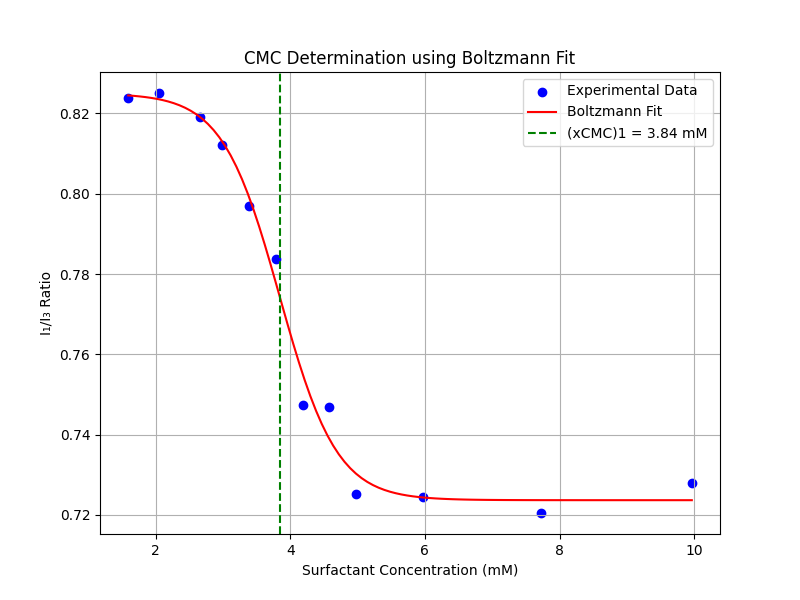 CMC Determination using Boltzmann Fit
Experimental Data
Boltzmann Fit
(xCMC)1 = 3.84 mM
I₁/I₃ Ratio
0.82
0.80
0.78
0.76
0.74
0.72
2
4
6
8
10
Surfactant Concentration (mM)